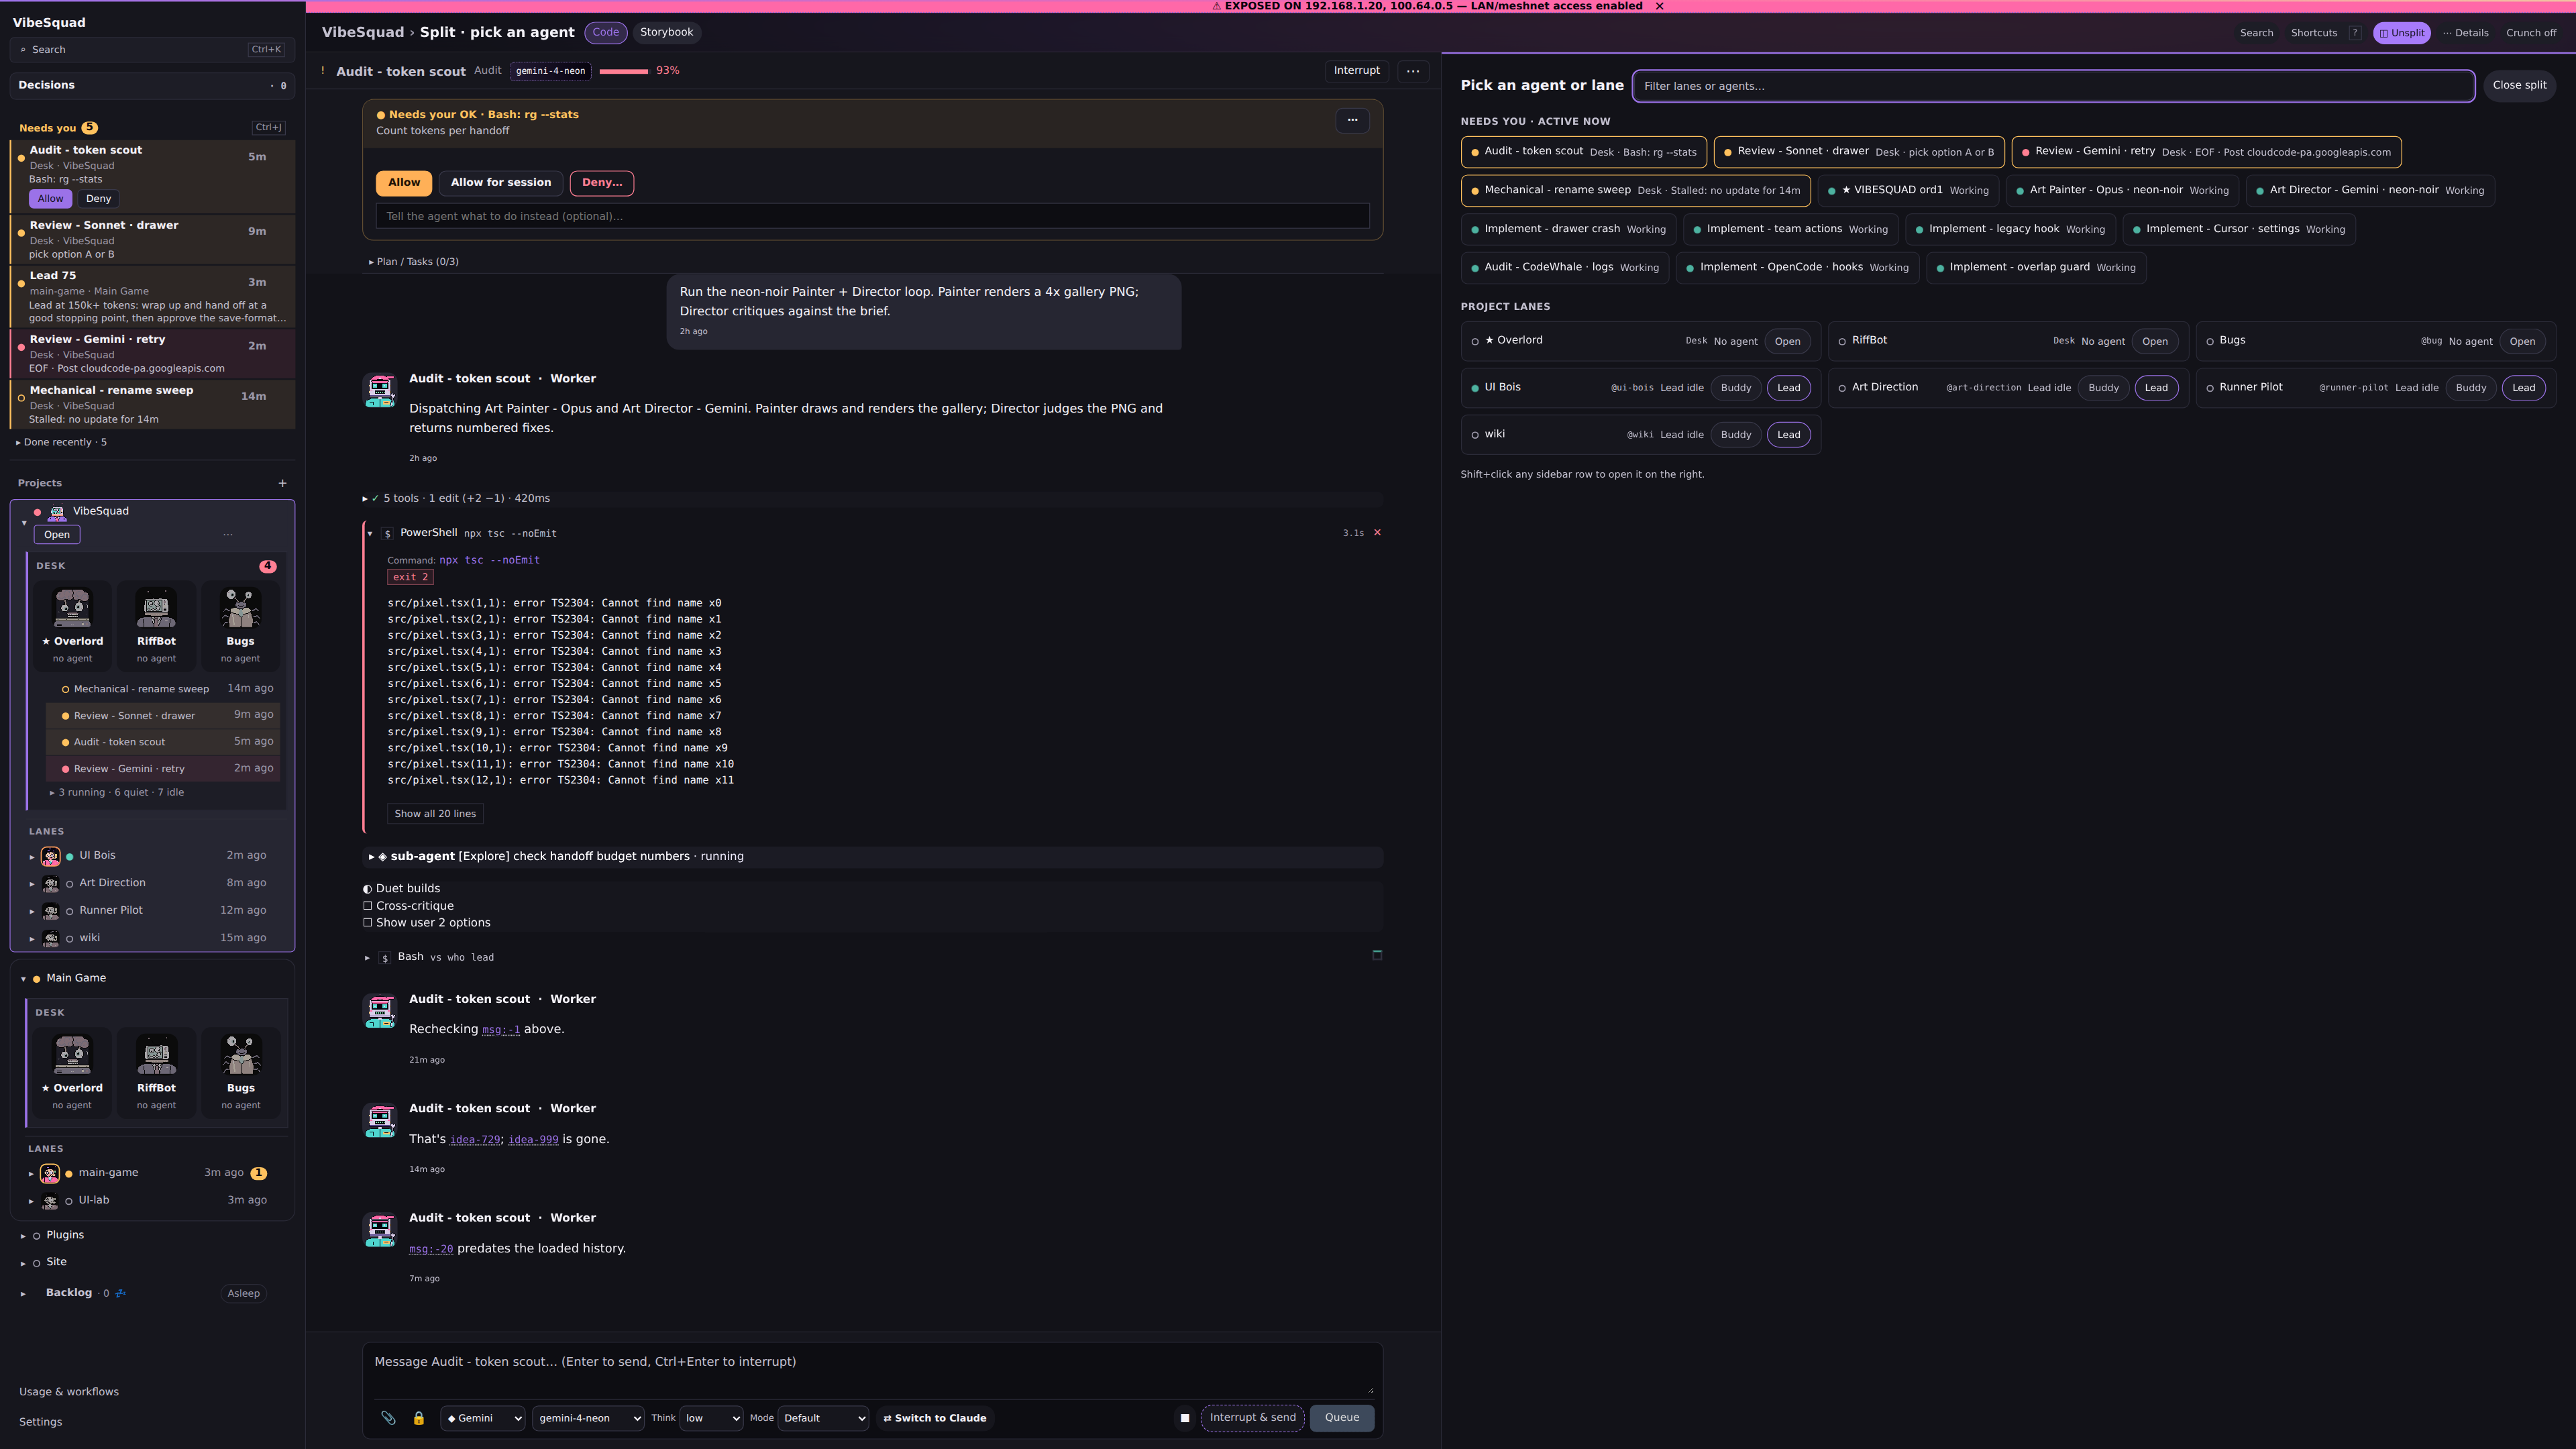 ⚠ EXPOSED ON 192.168.1.20, 100.64.0.5 — LAN/meshnet access enabled ✕
VibeSquad
⌕ Search Ctrl+K
Decisions · 0
Needs you 5 Ctrl+J
Audit - token scout 5m
Desk · VibeSquad
Bash: rg --stats
Allow Deny
Review - Sonnet · drawer 9m
Desk · VibeSquad
pick option A or B
Lead 75 3m
main-game · Main Game
Lead at 150k+ tokens: wrap up and hand off at a
good stopping point, then approve the save-format…
Review - Gemini · retry 2m
Desk · VibeSquad
EOF · Post cloudcode-pa.googleapis.com
Mechanical - rename sweep 14m
Desk · VibeSquad
Stalled: no update for 14m
▸ Done recently · 5
Projects +
▾ VibeSquad
Open ⋯
DESK 4
★ Overlord RiffBot Bugs
no agent no agent no agent
Mechanical - rename sweep 14m ago
Review - Sonnet · drawer 9m ago
Audit - token scout 5m ago
Review - Gemini · retry 2m ago
▸ 3 running · 6 quiet · 7 idle
LANES
▸ UI Bois 2m ago
▸ Art Direction 8m ago
▸ Runner Pilot 12m ago
▸ wiki 15m ago
▾ Main Game
DESK
★ Overlord RiffBot Bugs
no agent no agent no agent
LANES
▸ main-game 3m ago 1
▸ UI-lab 3m ago
▸ Plugins
▸ Site
▸ Backlog · 0 💤 Asleep
Usage & workflows
Settings
VibeSquad › Split · pick an agent Code Storybook
Search Shortcuts ? ◫ Unsplit ⋯ Details Crunch off
! Audit - token scout Audit gemini-4-neon 93% Interrupt ⋯
● Needs your OK · Bash: rg --stats ⋯
Count tokens per handoff
Allow Allow for session Deny…
Tell the agent what to do instead (optional)…
▸ Plan / Tasks (0/3)
Run the neon-noir Painter + Director loop. Painter renders a 4x gallery PNG;
Director critiques against the brief.
2h ago
Audit - token scout · Worker
Dispatching Art Painter - Opus and Art Director - Gemini. Painter draws and renders the gallery; Director judges the PNG and
returns numbered fixes.
2h ago
▸ ✓ 5 tools · 1 edit (+2 −1) · 420ms
▾ $ PowerShell npx tsc --noEmit 3.1s ✕
Command: npx tsc --noEmit
exit 2
src/pixel.tsx(1,1): error TS2304: Cannot find name x0
src/pixel.tsx(2,1): error TS2304: Cannot find name x1
src/pixel.tsx(3,1): error TS2304: Cannot find name x2
src/pixel.tsx(4,1): error TS2304: Cannot find name x3
src/pixel.tsx(5,1): error TS2304: Cannot find name x4
src/pixel.tsx(6,1): error TS2304: Cannot find name x5
src/pixel.tsx(7,1): error TS2304: Cannot find name x6
src/pixel.tsx(8,1): error TS2304: Cannot find name x7
src/pixel.tsx(9,1): error TS2304: Cannot find name x8
src/pixel.tsx(10,1): error TS2304: Cannot find name x9
src/pixel.tsx(11,1): error TS2304: Cannot find name x10
src/pixel.tsx(12,1): error TS2304: Cannot find name x11
Show all 20 lines
▸ ◈ sub-agent [Explore] check handoff budget numbers · running
◐ Duet builds
☐ Cross-critique
☐ Show user 2 options
▸ $ Bash vs who lead
Audit - token scout · Worker
Rechecking msg:-1 above.
21m ago
Audit - token scout · Worker
That's idea-729; idea-999 is gone.
14m ago
Audit - token scout · Worker
msg:-20 predates the loaded history.
7m ago
Message Audit - token scout… (Enter to send, Ctrl+Enter to interrupt)
📎 🔒 ◆ Gemini gemini-4-neon Think low Mode Default ⇄ Switch to Claude ■ Interrupt & send Queue
Pick an agent or lane Filter lanes or agents… Close split
NEEDS YOU · ACTIVE NOW
Audit - token scout Desk · Bash: rg --stats Review - Sonnet · drawer Desk · pick option A or B Review - Gemini · retry Desk · EOF · Post cloudcode-pa.googleapis.com
Mechanical - rename sweep Desk · Stalled: no update for 14m ★ VIBESQUAD ord1 Working Art Painter - Opus · neon-noir Working Art Director - Gemini · neon-noir Working
Implement - drawer crash Working Implement - team actions Working Implement - legacy hook Working Implement - Cursor · settings Working
Audit - CodeWhale · logs Working Implement - OpenCode · hooks Working Implement - overlap guard Working
PROJECT LANES
★ Overlord Desk No agent Open RiffBot Desk No agent Open Bugs @bug No agent Open
UI Bois @ui-bois Lead idle Buddy Lead Art Direction @art-direction Lead idle Buddy Lead Runner Pilot @runner-pilot Lead idle Buddy Lead
wiki @wiki Lead idle Buddy Lead
Shift+click any sidebar row to open it on the right.